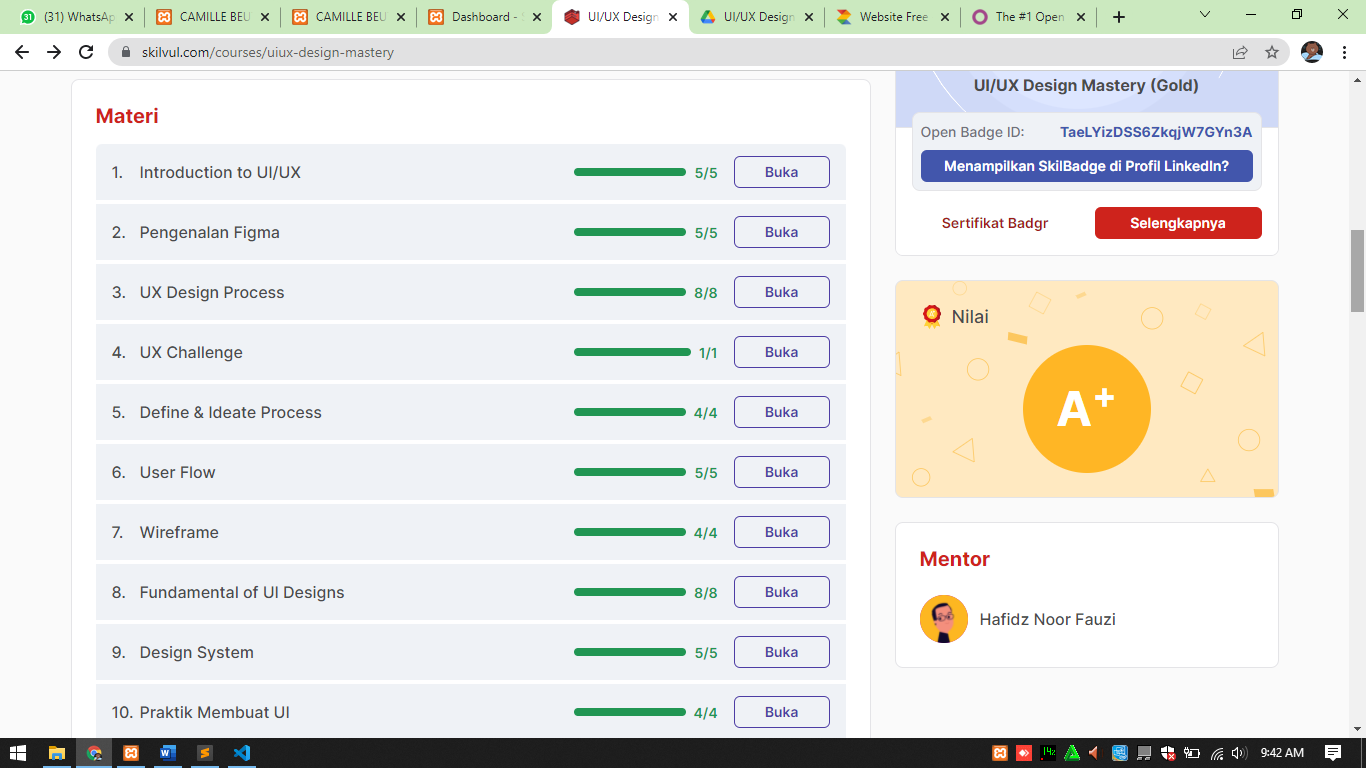 (31) WhatsAp
CAMILLE BEU
CAMILLE BEU
Dashboard -
UI/UX Design
UI/UX Design
Website Free
The #1 Open
skilvul.com/courses/uiux-design-mastery
Materi
1. Introduction to UI/UX 5/5 Buka
2. Pengenalan Figma 5/5 Buka
3. UX Design Process 8/8 Buka
4. UX Challenge 1/1 Buka
5. Define & Ideate Process 4/4 Buka
6. User Flow 5/5 Buka
7. Wireframe 4/4 Buka
8. Fundamental of UI Designs 8/8 Buka
9. Design System 5/5 Buka
10. Praktik Membuat UI 4/4 Buka
UI/UX Design Mastery (Gold)
Open Badge ID: TaeLYizDSS6ZkqjW7GYn3A
Menampilkan SkilBadge di Profil LinkedIn?
Sertifikat Badgr Selengkapnya
Nilai
A+
Mentor
Hafidz Noor Fauzi
9:42 AM